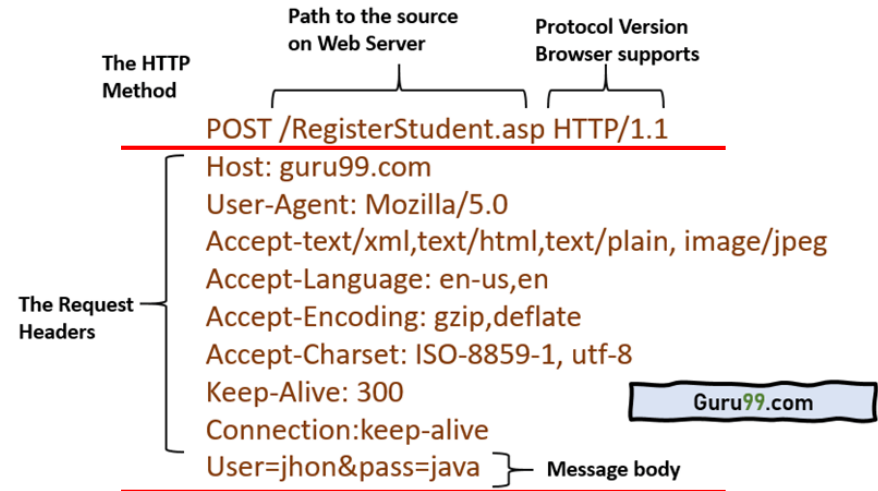 Path to the source
on Web Server
Protocol Version
Browser supports
The HTTP
Method
POST /RegisterStudent.asp HTTP/1.1
Host: guru99.com
User-Agent: Mozilla/5.0
Accept-text/xml,text/html,text/plain, image/jpeg
Accept-Language: en-us,en
The Request
Headers
Accept-Encoding: gzip,deflate
Accept-Charset: ISO-8859-1, utf-8
Keep-Alive: 300
Guru99.com
Connection:keep-alive
User=jhon&pass=java
Message body